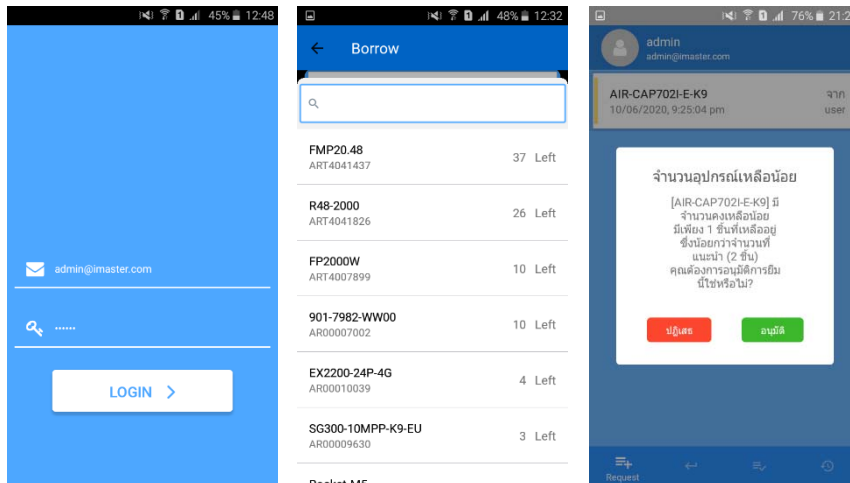 45% 12:48
admin@imaster.com
LOGIN
48% 12:32
Borrow
FMP20.48
ART4041437
37 Left
R48-2000
ART4041826
26 Left
FP2000W
ART4007899
10 Left
901-7982-WW00
AR00007002
10 Left
EX2200-24P-4G
AR00010039
4 Left
SG300-10MPP-K9-EU
AR00009630
3 Left
76% 21:2
admin
admin@imaster.com
AIR-CAP702I-E-K9 จาก
10/06/2020, 9:25:04 pm user
จำนวนอุปกรณ์เหลือน้อย
[AIR-CAP702I-E-K9] มี
จำนวนคงเหลือน้อย
มีเพียง 1 ชิ้นที่เหลืออยู่
ซึ่งน้อยกว่าจำนวนที่
แนะนำ (2 ชิ้น)
คุณต้องการอนุมัติการยืม
นี้ใช่หรือไม่?
ปฏิเสธ อนุมัติ
Request